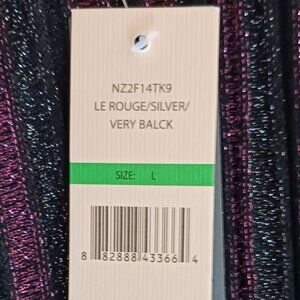 NZ2F14TK9
LE ROUGE/SILVER/
VERY BALCK
SIZE: L
8 82888 43366 4